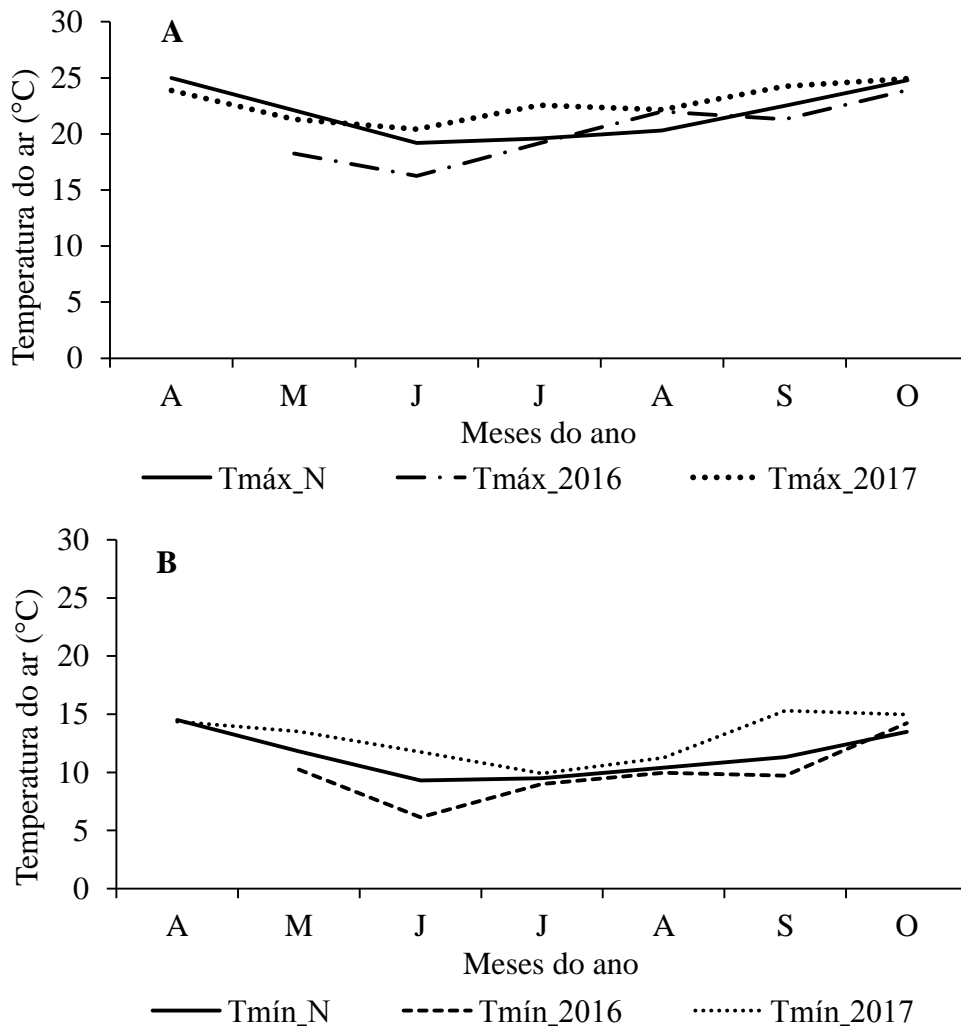 A
Temperatura do ar (°C)
30
25
20
15
10
5
0
A M J J A S O
Meses do ano
Tmáx_N Tmáx_2016 Tmáx_2017
B
Temperatura do ar (°C)
30
25
20
15
10
5
0
A M J J A S O
Meses do ano
Tmín_N Tmín_2016 Tmín_2017